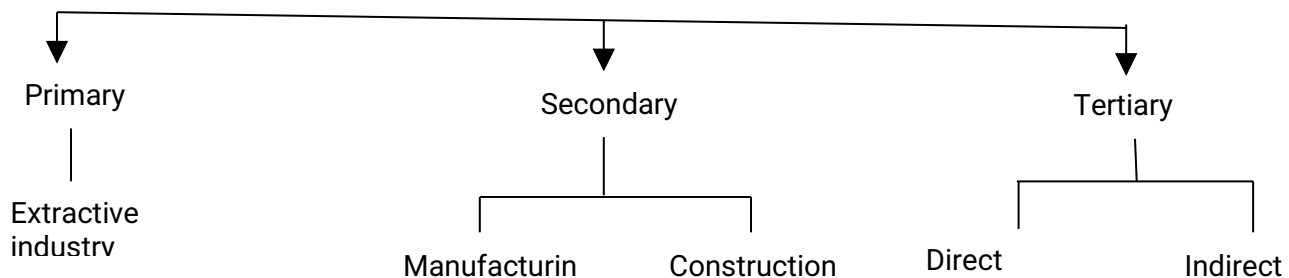 Primary
Secondary
Tertiary
Extractive
industry
Manufacturin
Construction
Direct
Indirect